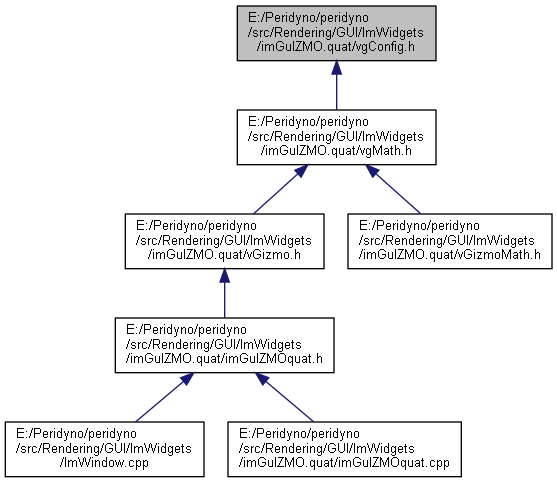 E:/Peridyno/peridyno
/src/Rendering/GUI/ImWidgets
/imGuIZMO.quat/vgConfig.h
E:/Peridyno/peridyno
/src/Rendering/GUI/ImWidgets
/imGuIZMO.quat/vgMath.h
E:/Peridyno/peridyno
/src/Rendering/GUI/ImWidgets
/imGuIZMO.quat/vGizmo.h
E:/Peridyno/peridyno
/src/Rendering/GUI/ImWidgets
/imGuIZMO.quat/vGizmoMath.h
E:/Peridyno/peridyno
/src/Rendering/GUI/ImWidgets
/imGuIZMO.quat/imGuIZMOquat.h
E:/Peridyno/peridyno
/src/Rendering/GUI/ImWidgets
/ImWindow.cpp
E:/Peridyno/peridyno
/src/Rendering/GUI/ImWidgets
/imGuIZMO.quat/imGuIZMOquat.cpp